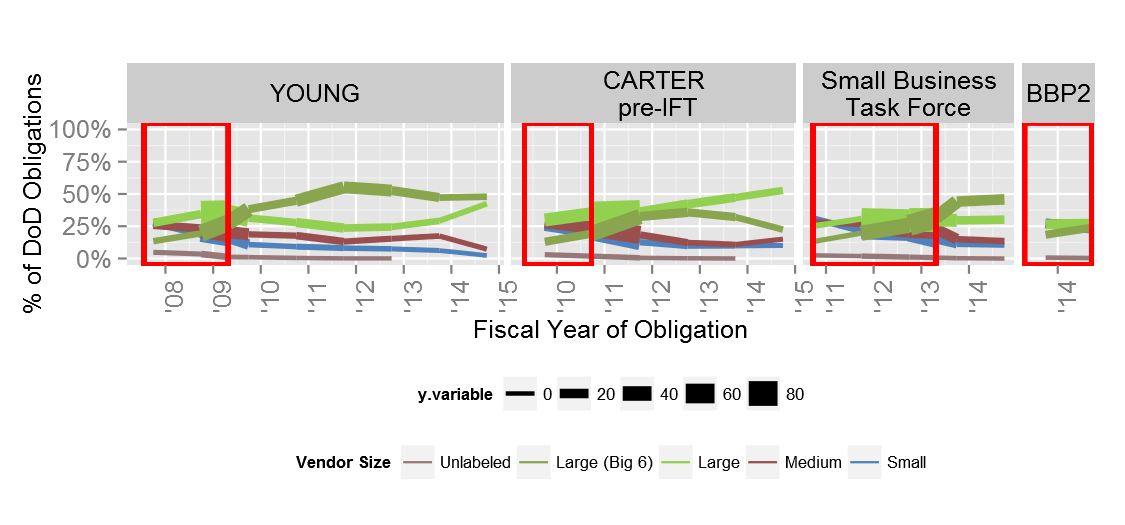 YOUNG
CARTER
pre-IFT
Small Business
Task Force
BBP2
% of DoD Obligations
100%
75%
50%
25%
0%
'08 '09 '10 '11 '12 '13 '14 '15
'10 '11 '12 '13 '14 '15
'11 '12 '13 '14
'14
Fiscal Year of Obligation
y.variable 0 20 40 60 80
Vendor Size Unlabeled Large (Big 6) Large Medium Small